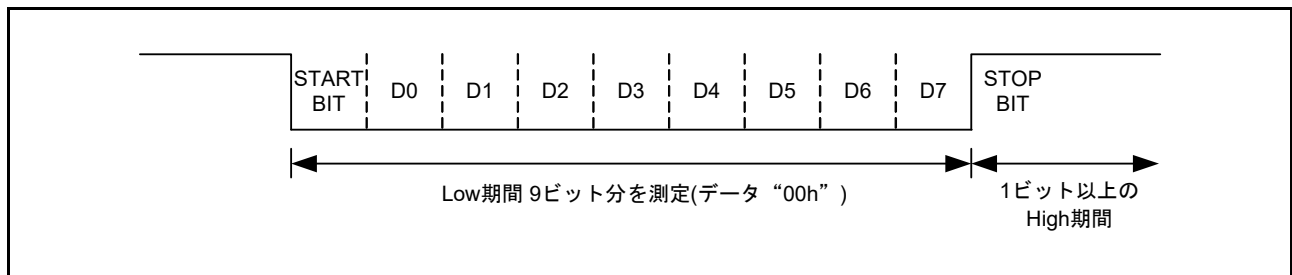 START
BIT
D0
D1
D2
D3
D4
D5
D6
D7
STOP
BIT
Low期間 9ビット分を測定(データ“00h”)
1ビット以上の
High期間